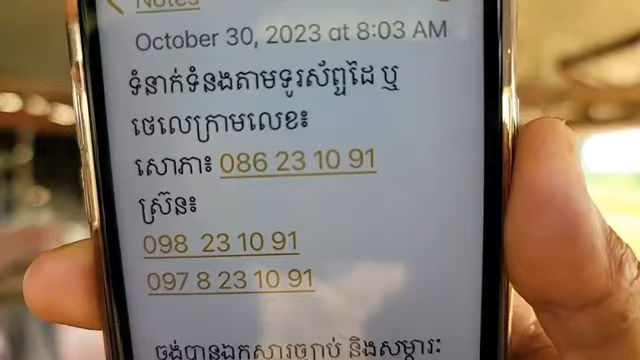 Notes
October 30, 2023 at 8:03 AM
ទំនាក់ទំនងតាមទូរស័ព្ទដៃ ឬ
ថេលេក្រាមលេខ៖
សោភា៖ 086 23 10 91
ស្រ៊ន៖
098 23 10 91
097 8 23 10 91
ចង់បានឯកសារច្បាប់ និងសម្ភារៈ